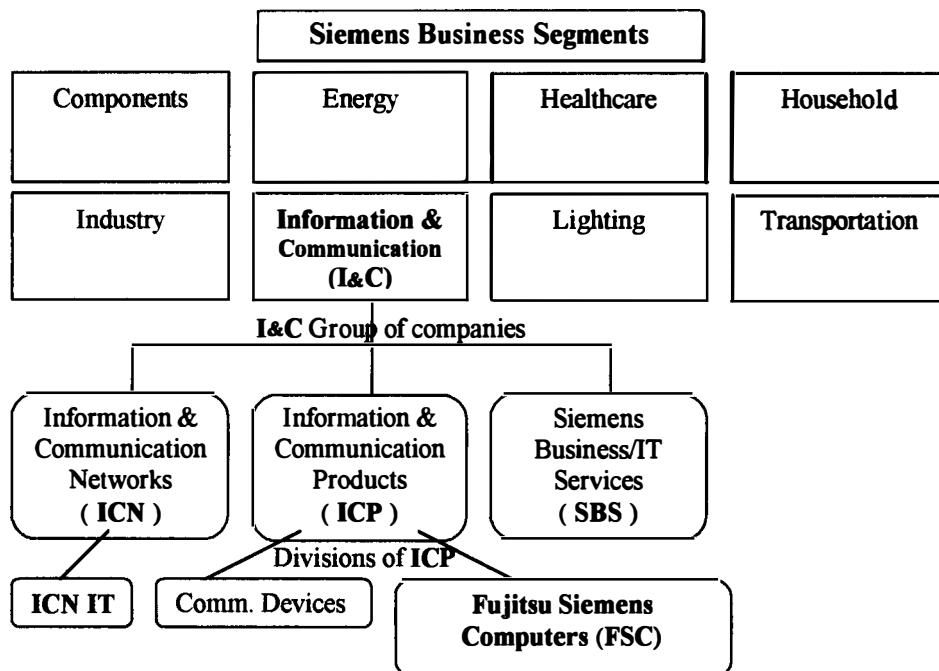 Siemens Business Segments
Components
Energy
Healthcare
Household
Industry
Information &
Communication
(I&C)
Lighting
Transportation
I&C Group of companies
Information &
Communication
Networks
( ICN )
Information &
Communication
Products
( ICP )
Siemens
Business/IT
Services
( SBS )
Divisions of ICP
ICN IT
Comm. Devices
Fujitsu Siemens
Computers (FSC)